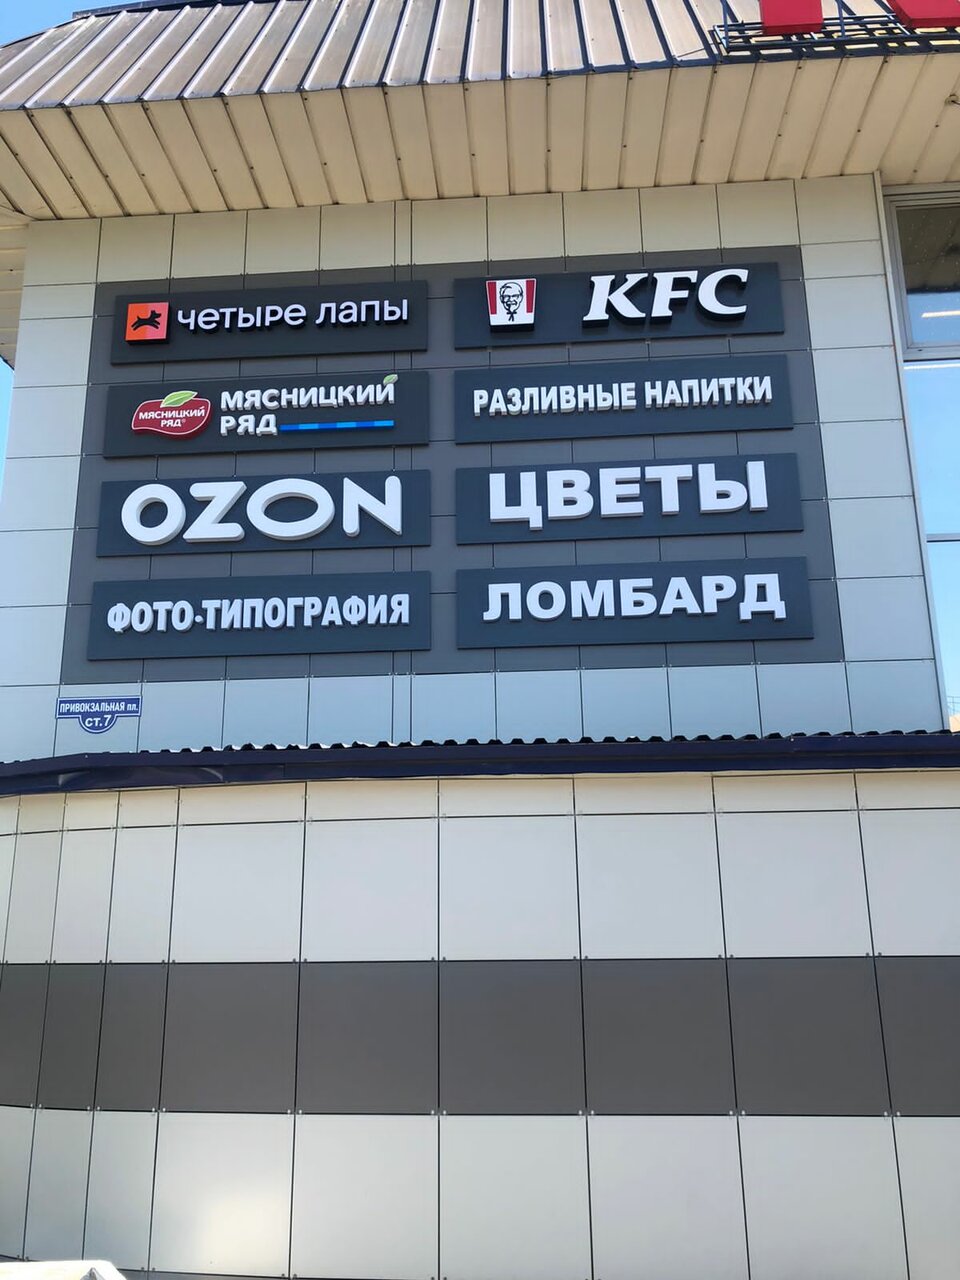 четыре лапы
KFC
МЯСНИЦКИЙ
РЯД®
МЯСНИЦКИЙ
РЯД
РАЗЛИВНЫЕ НАПИТКИ
OZON
ЦВЕТЫ
ФОТО-ТИПОГРАФИЯ
ЛОМБАРД
ПРИВОКЗАЛЬНАЯ пл.
СТ.7